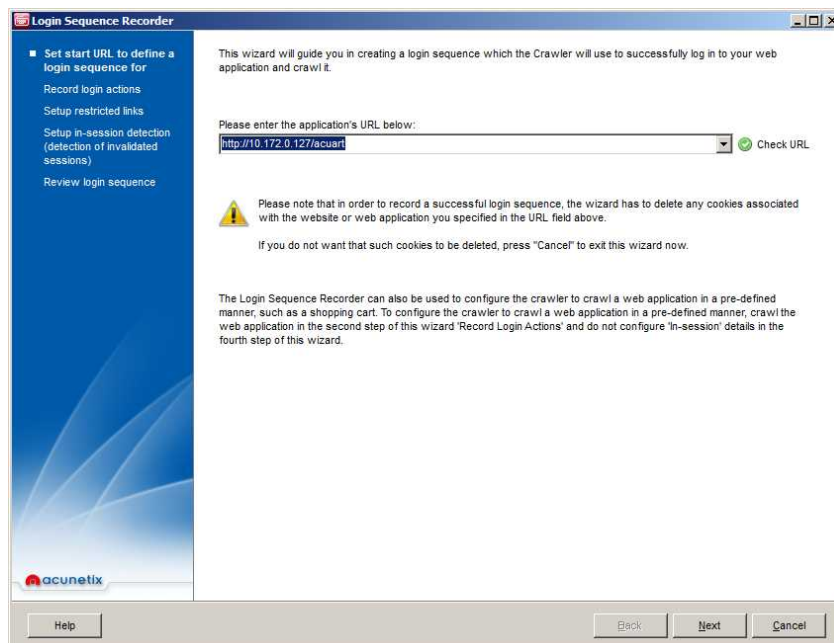 Login Sequence Recorder
Set start URL to define a
login sequence for
Record login actions
Setup restricted links
Setup in-session detection
(detection of invalidated
sessions)
Review login sequence
This wizard will guide you in creating a login sequence which the Crawler will use to successfully log in to your web
application and crawl it.
Please enter the application's URL below:
http://10.172.0.127/acuart
Check URL
Please note that in order to record a successful login sequence, the wizard has to delete any cookies associated
with the website or web application you specified in the URL field above.
If you do not want that such cookies to be deleted, press "Cancel" to exit this wizard now.
The Login Sequence Recorder can also be used to configure the crawler to crawl a web application in a pre-defined
manner, such as a shopping cart. To configure the crawler to crawl a web application in a pre-defined manner, crawl the
web application in the second step of this wizard 'Record Login Actions' and do not configure 'In-session' details in the
fourth step of this wizard.
acunetix
Help
Back
Next
Cancel